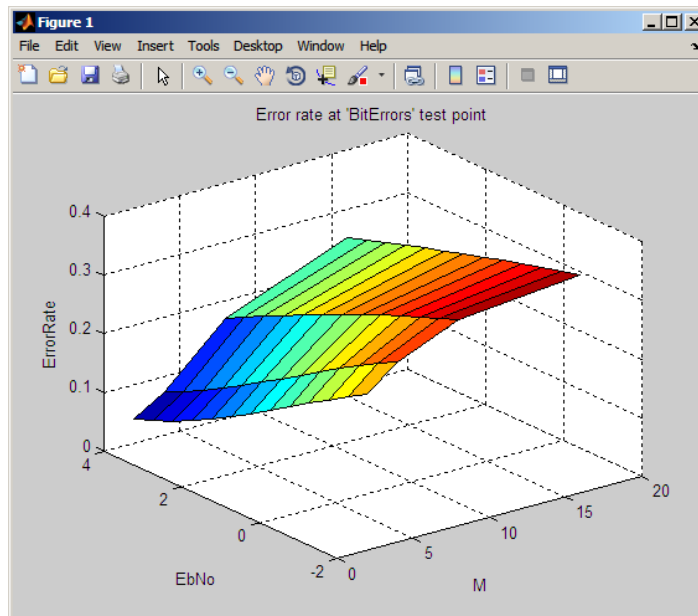 Figure 1
File Edit View Insert Tools Desktop Window Help
Error rate at 'BitErrors' test point
0.4
0.3
0.2
0.1
0
ErrorRate
4
2
0
-2
EbNo
0
5
10
15
20
M